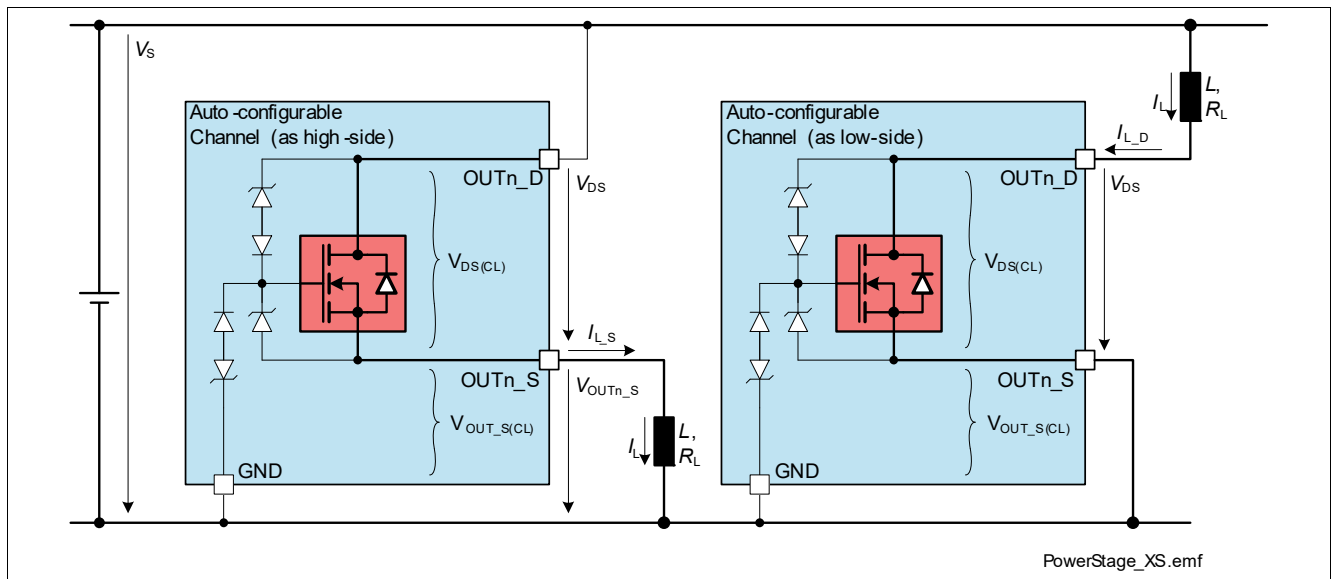 VS
Auto-configurable
Channel (as high-side)
OUTn_D
VDS
VDS(CL)
IL_S
OUTn_S
VOUTn_S
VOUT_S(CL)
IL
L,
RL
GND
Auto-configurable
Channel (as low-side)
IL
L,
RL
IL_D
OUTn_D
VDS
VDS(CL)
OUTn_S
VOUT_S(CL)
GND
PowerStage_XS.emf